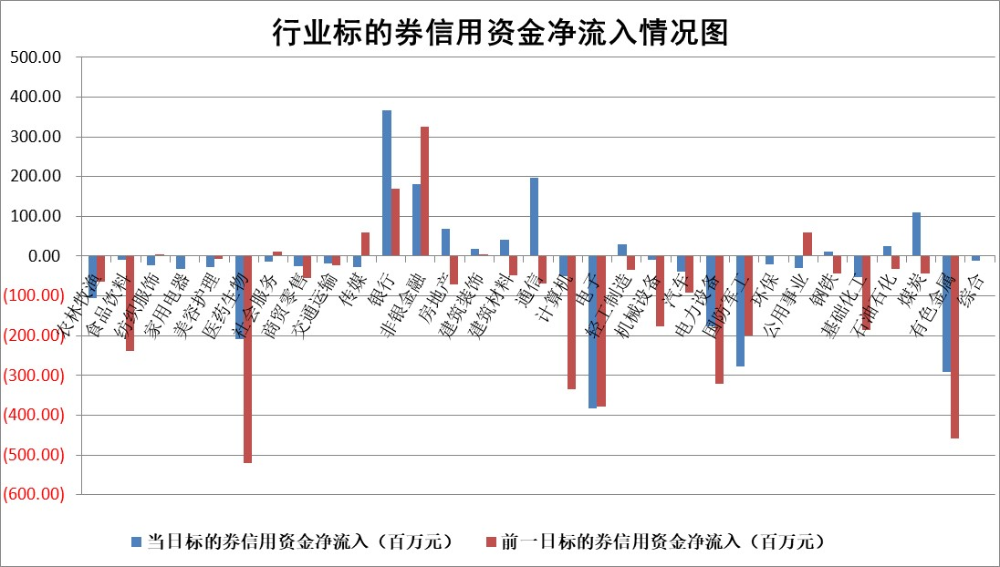 行业标的券信用资金净流入情况图
500.00
400.00
300.00
200.00
100.00
0.00
(100.00)
(200.00)
(300.00)
(400.00)
(500.00)
(600.00)
农林牧渔
食品饮料
纺织服饰
家用电器
美容护理
医药生物
社会服务
商贸零售
交通运输
传媒
银行
非银金融
房地产
建筑装饰
建筑材料
通信
计算机
电子
轻工制造
机械设备
汽车
电力设备
国防军工
环保
公用事业
钢铁
基础化工
石油石化
煤炭
有色金属
综合
当日标的券信用资金净流入（百万元）
前一日标的券信用资金净流入（百万元）